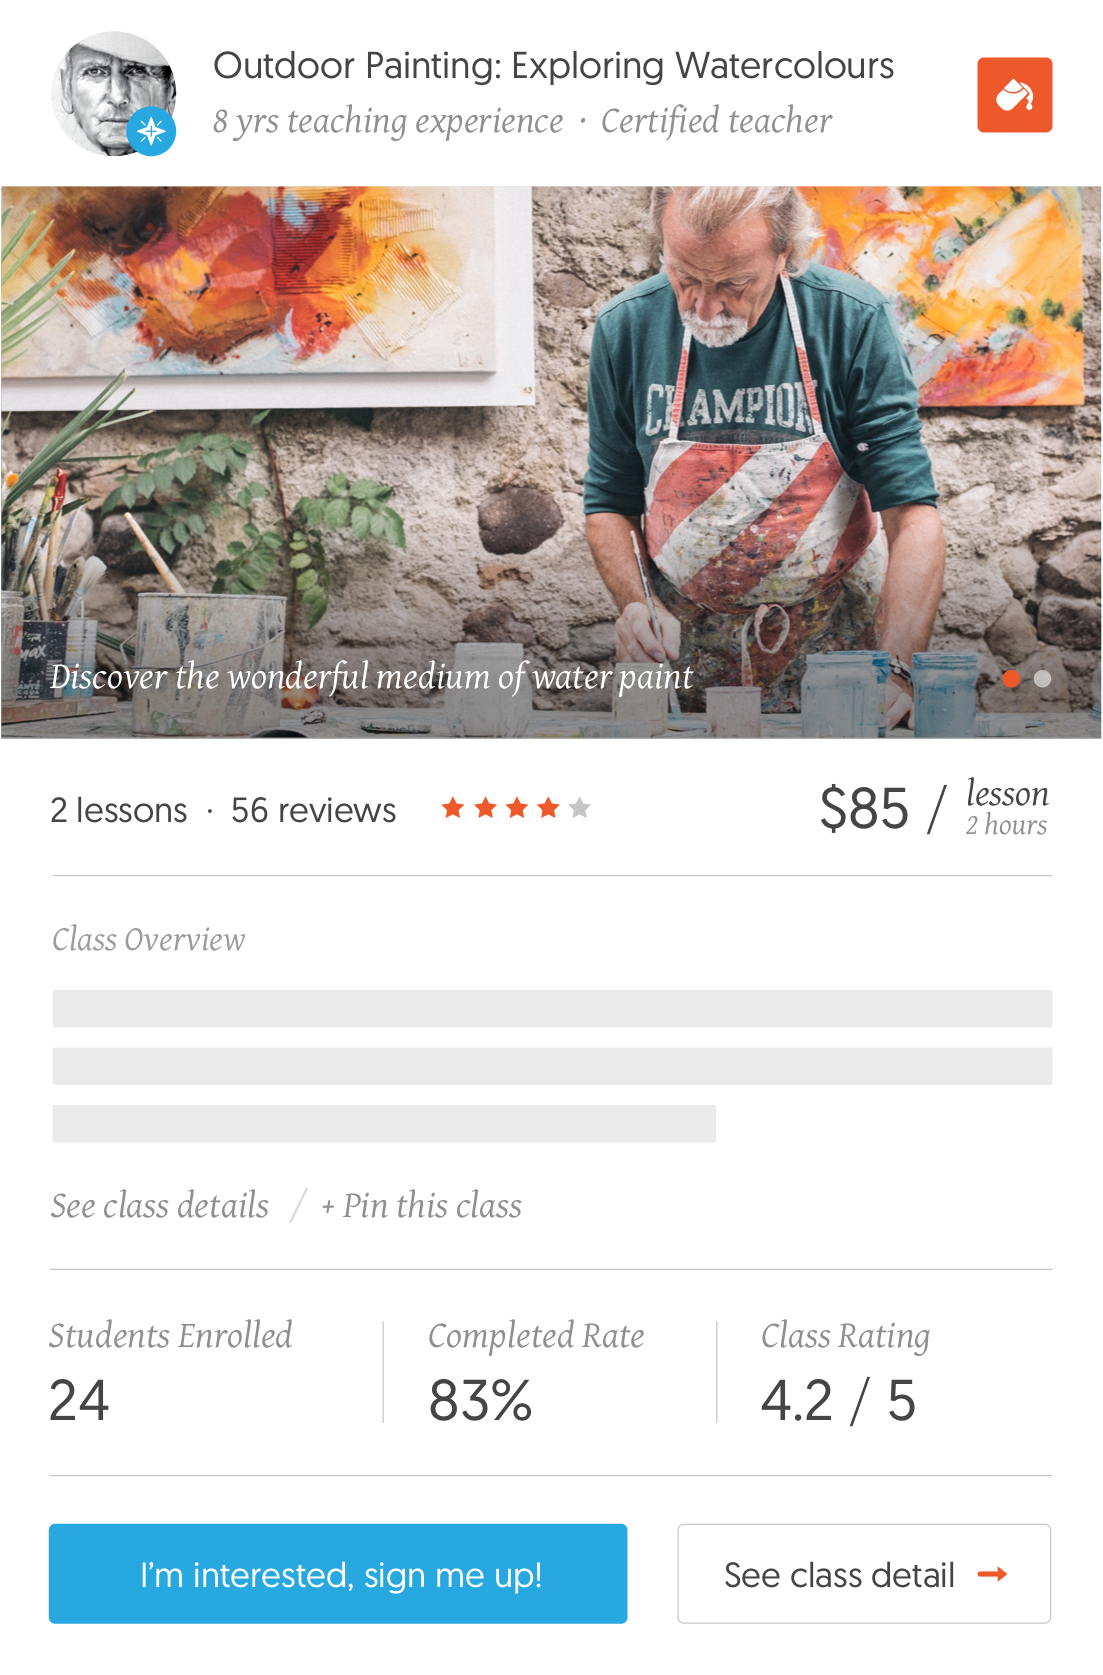 Outdoor Painting: Exploring Watercolours
8 yrs teaching experience · Certified teacher
CHAMPION
max
Discover the wonderful medium of water paint
2 lessons · 56 reviews
$85 / lesson
2 hours
Class Overview
See class details / + Pin this class
Students Enrolled
24
Completed Rate
83%
Class Rating
4.2 / 5
I'm interested, sign me up!
See class detail